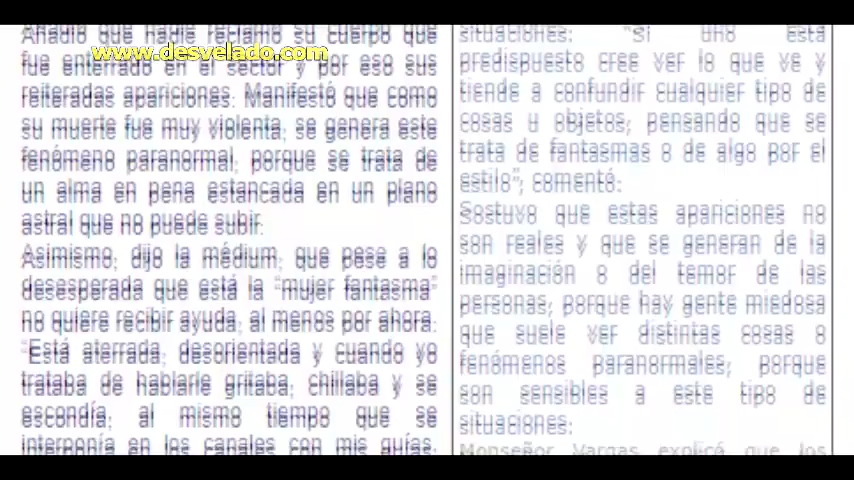 www.desvelado.com
Añadió que nadie reclamó su cuerpo que
fue enterrado en el sector y por eso sus
reiteradas apariciones. Manifestó que como
su muerte fue muy violenta, se genera este
fenómeno paranormal, porque se trata de
un alma en pena estancada en un plano
astral que no puede subir.
Asimismo, dijo la médium, que pese a lo
desesperada que está la "mujer fantasma"
no quiere recibir ayuda, al menos por ahora.
"Está aterrada, desorientada y cuando yo
trataba de hablarle gritaba, chillaba y se
escondía, al mismo tiempo que se
interponía en los canales con mis guías,
situaciones. "Si uno está
predispuesto cree ver lo que ve y
tiende a confundir cualquier tipo de
cosas u objetos, pensando que se
trata de fantasmas o de algo por el
estilo", comentó.
Sostuvo que estas apariciones no
son reales y que se generan de la
imaginación o del temor de las
personas, porque hay gente miedosa
que suele ver distintas cosas o
fenómenos paranormales, porque
son sensibles a este tipo de
situaciones.
Monseñor Vargas explicó que los